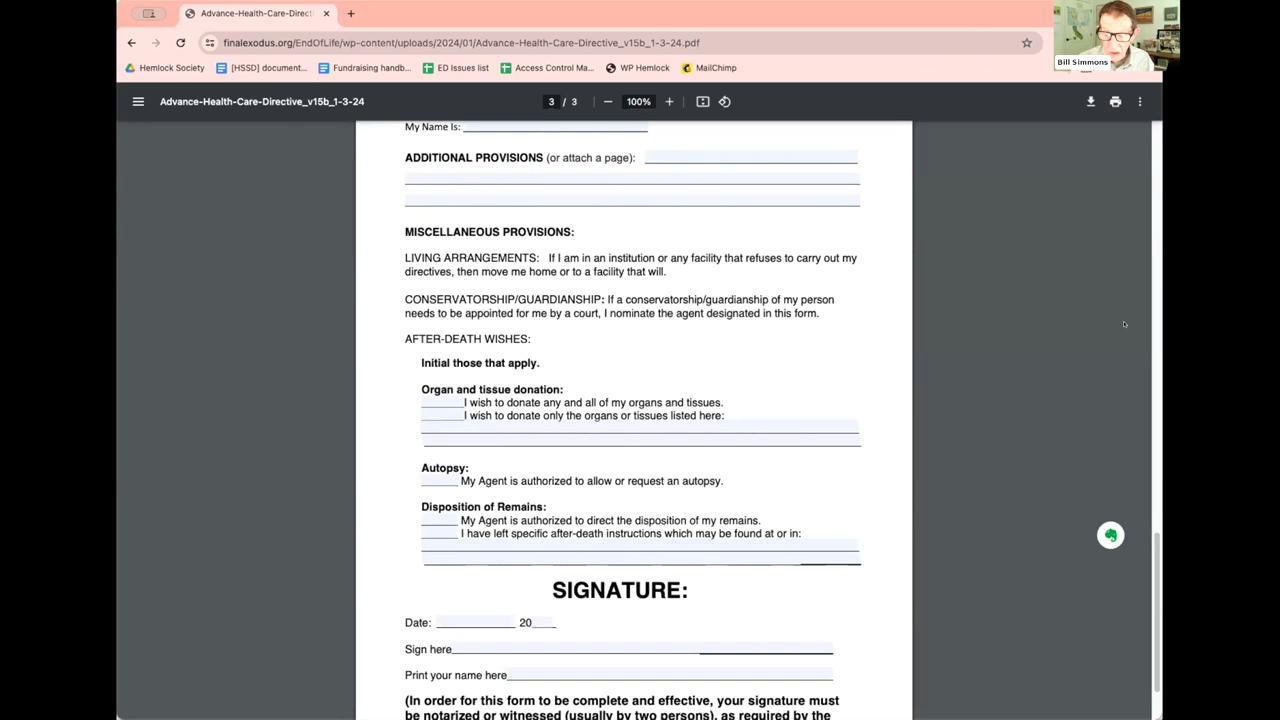 Advance-Health-Care-Directi
finalexodus.org/EndOfLife/wp-content/uploads/2024/01/Advance-Health-Care-Directive_v15b_1-3-24.pdf
Hemlock Society
[HSSD] document...
Fundraising handb...
ED Issues list
Access Control Ma...
WP Hemlock
MailChimp
Bill Simmons
Advance-Health-Care-Directive_v15b_1-3-24
3 / 3
100%
My Name Is:
ADDITIONAL PROVISIONS (or attach a page):
MISCELLANEOUS PROVISIONS:
LIVING ARRANGEMENTS: If I am in an institution or any facility that refuses to carry out my
directives, then move me home or to a facility that will.
CONSERVATORSHIP/GUARDIANSHIP: If a conservatorship/guardianship of my person
needs to be appointed for me by a court, I nominate the agent designated in this form.
AFTER-DEATH WISHES:
Initial those that apply.
Organ and tissue donation:
I wish to donate any and all of my organs and tissues.
I wish to donate only the organs or tissues listed here:
Autopsy:
My Agent is authorized to allow or request an autopsy.
Disposition of Remains:
My Agent is authorized to direct the disposition of my remains.
I have left specific after-death instructions which may be found at or in:
SIGNATURE:
Date: 20
Sign here
Print your name here
(In order for this form to be complete and effective, your signature must
be notarized or witnessed (usually by two persons), as required by the